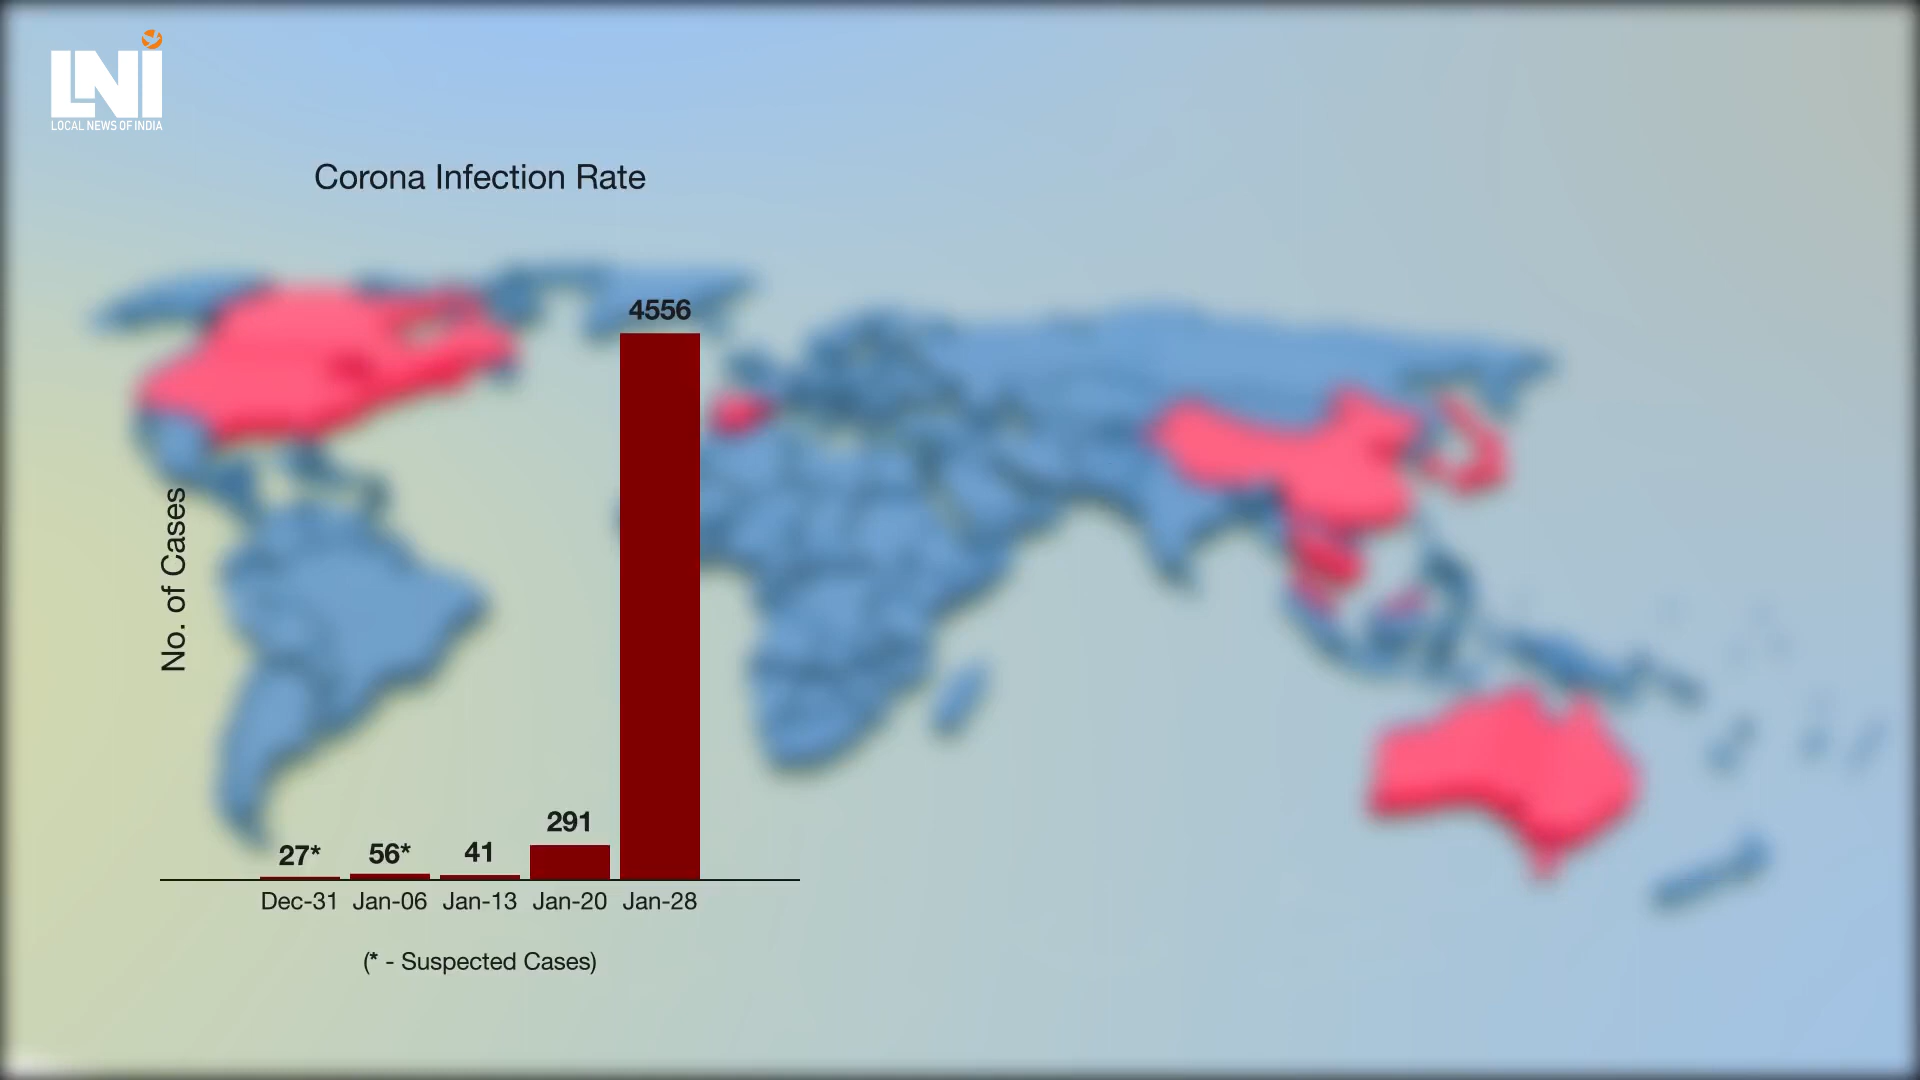 LNI
LOCAL NEWS OF INDIA
Corona Infection Rate
No. of Cases
27* 56* 41 291 4556
Dec-31 Jan-06 Jan-13 Jan-20 Jan-28
(* - Suspected Cases)